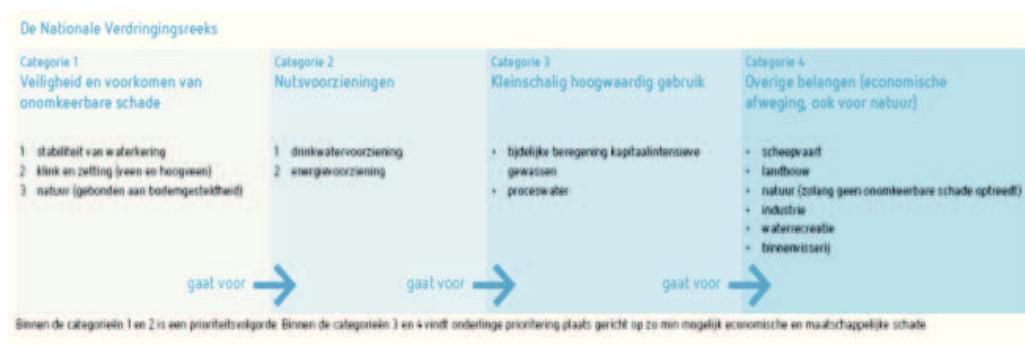 De Nationale Verdringingsreeks
Categorie 1
Veiligheid en voorkomen van
onomkeerbare schade
1 stabiliteit van waterkering
2 klink en zetting (veen en hoogveen)
3 natuur (gebonden aan bodemgesteldheid)
gaat voor
Categorie 2
Nutsvoorzieningen
1 drinkwatervoorziening
2 energievoorziening
gaat voor
Categorie 3
Kleinschalig hoogwaardig gebruik
• tijdelijke beregening kapitaalintensieve
gewassen
• proceswater
gaat voor
Categorie 4
Overige belangen (economische
afweging, ook voor natuur)
• scheepvaart
• landbouw
• natuur (zolang geen onomkeerbare schade optreedt)
• industrie
• waterrecreatie
• binnenvisserij
Binnen de categorieën 1 en 2 is een prioriteitsvolgorde. Binnen de categorieën 3 en 4 vindt onderlinge prioritering plaats gericht op zo min mogelijk economische en maatschappelijke schade